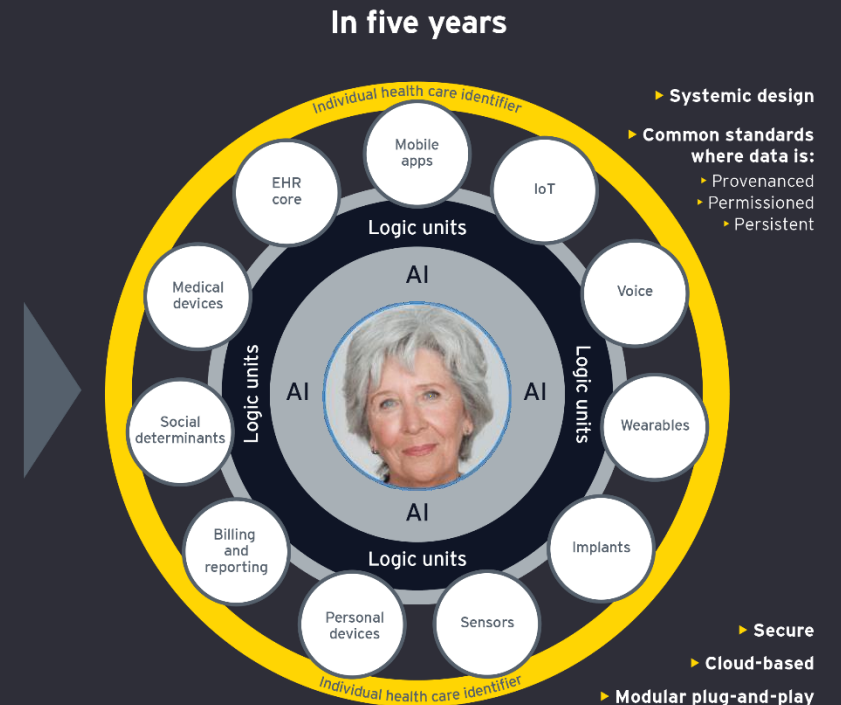 In five years
Individual health care identifier
Systemic design
Common standards
where data is:
Provenanced
Permissioned
Persistent
Mobile
apps
EHR
core
IoT
Logic units
AI
Medical
devices
Voice
Logic units
AI
AI
Logic units
Social
determinants
Wearables
AI
Billing
and
reporting
Logic units
Implants
Personal
devices
Sensors
Individual health care identifier
Secure
Cloud-based
Modular plug-and-play